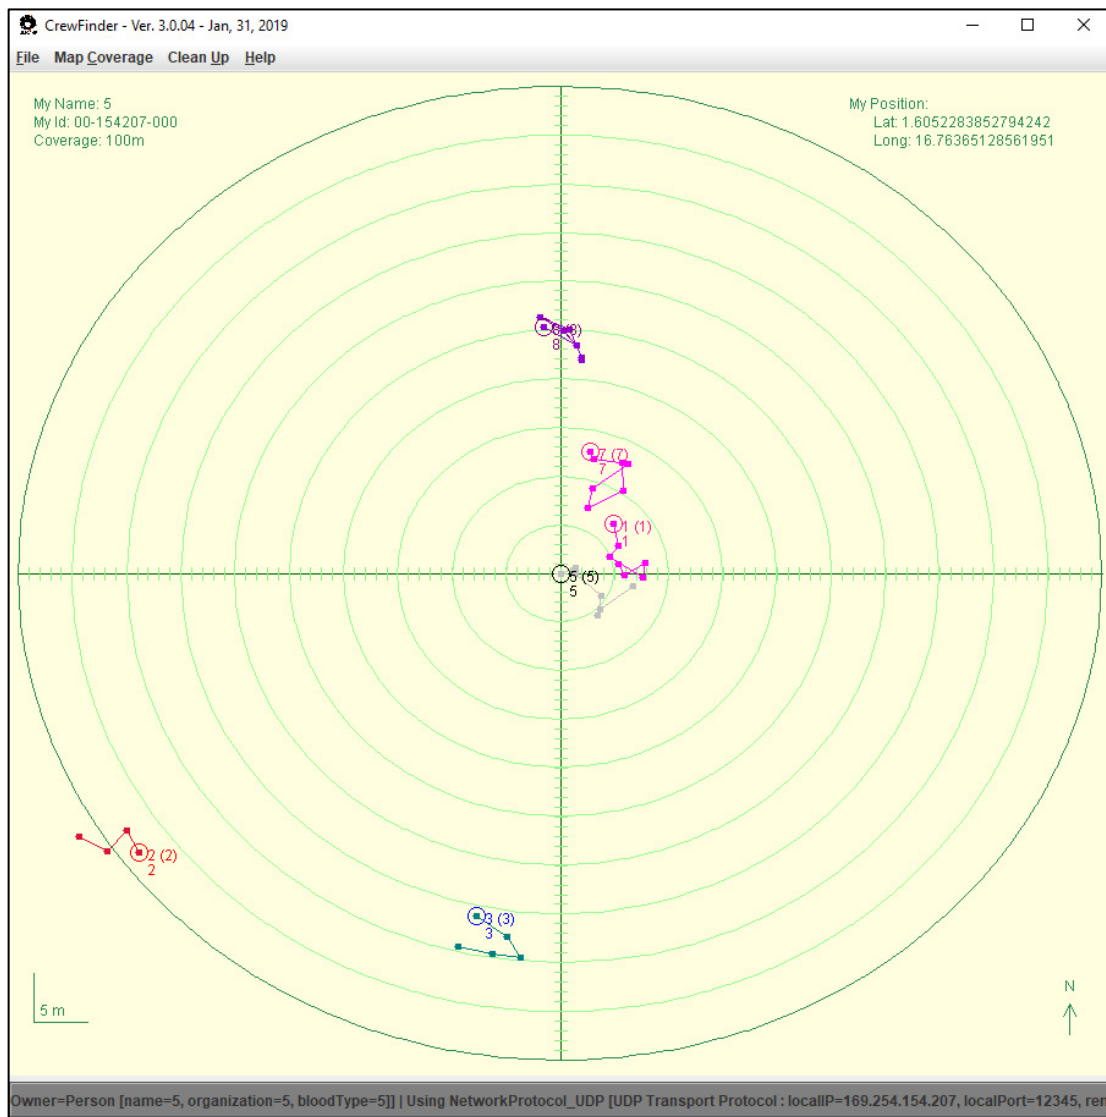 CrewFinder - Ver. 3.0.04 - Jan, 31, 2019
File Map Coverage Clean Up Help
My Name: 5
My Id: 00-154207-000
Coverage: 100m
My Position:
Lat: 1.6052283852794242
Long: 16.76365128561951
(8)
8
7 (7)
7
1 (1)
1
5 (5)
5
2 (2)
2
3 (3)
3
5 m
N
Owner=Person [name=5, organization=5, bloodType=5]] | Using NetworkProtocol_UDP [UDP Transport Protocol : localIP=169.254.154.207, localPort=12345, ren